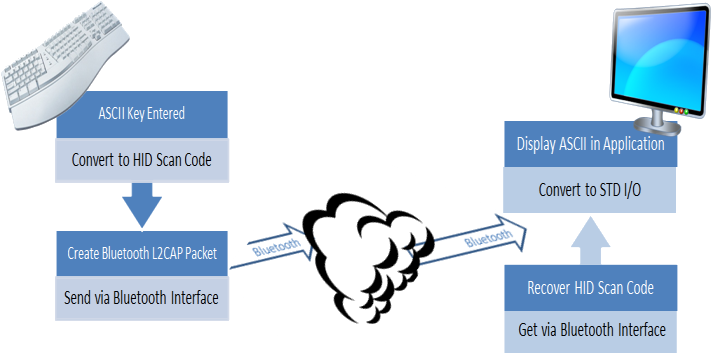 ASCII Key Entered
Convert to HID Scan Code
Create Bluetooth L2CAP Packet
Send via Bluetooth Interface
Bluetooth
Bluetooth
Display ASCII in Application
Convert to STD I/O
Recover HID Scan Code
Get via Bluetooth Interface